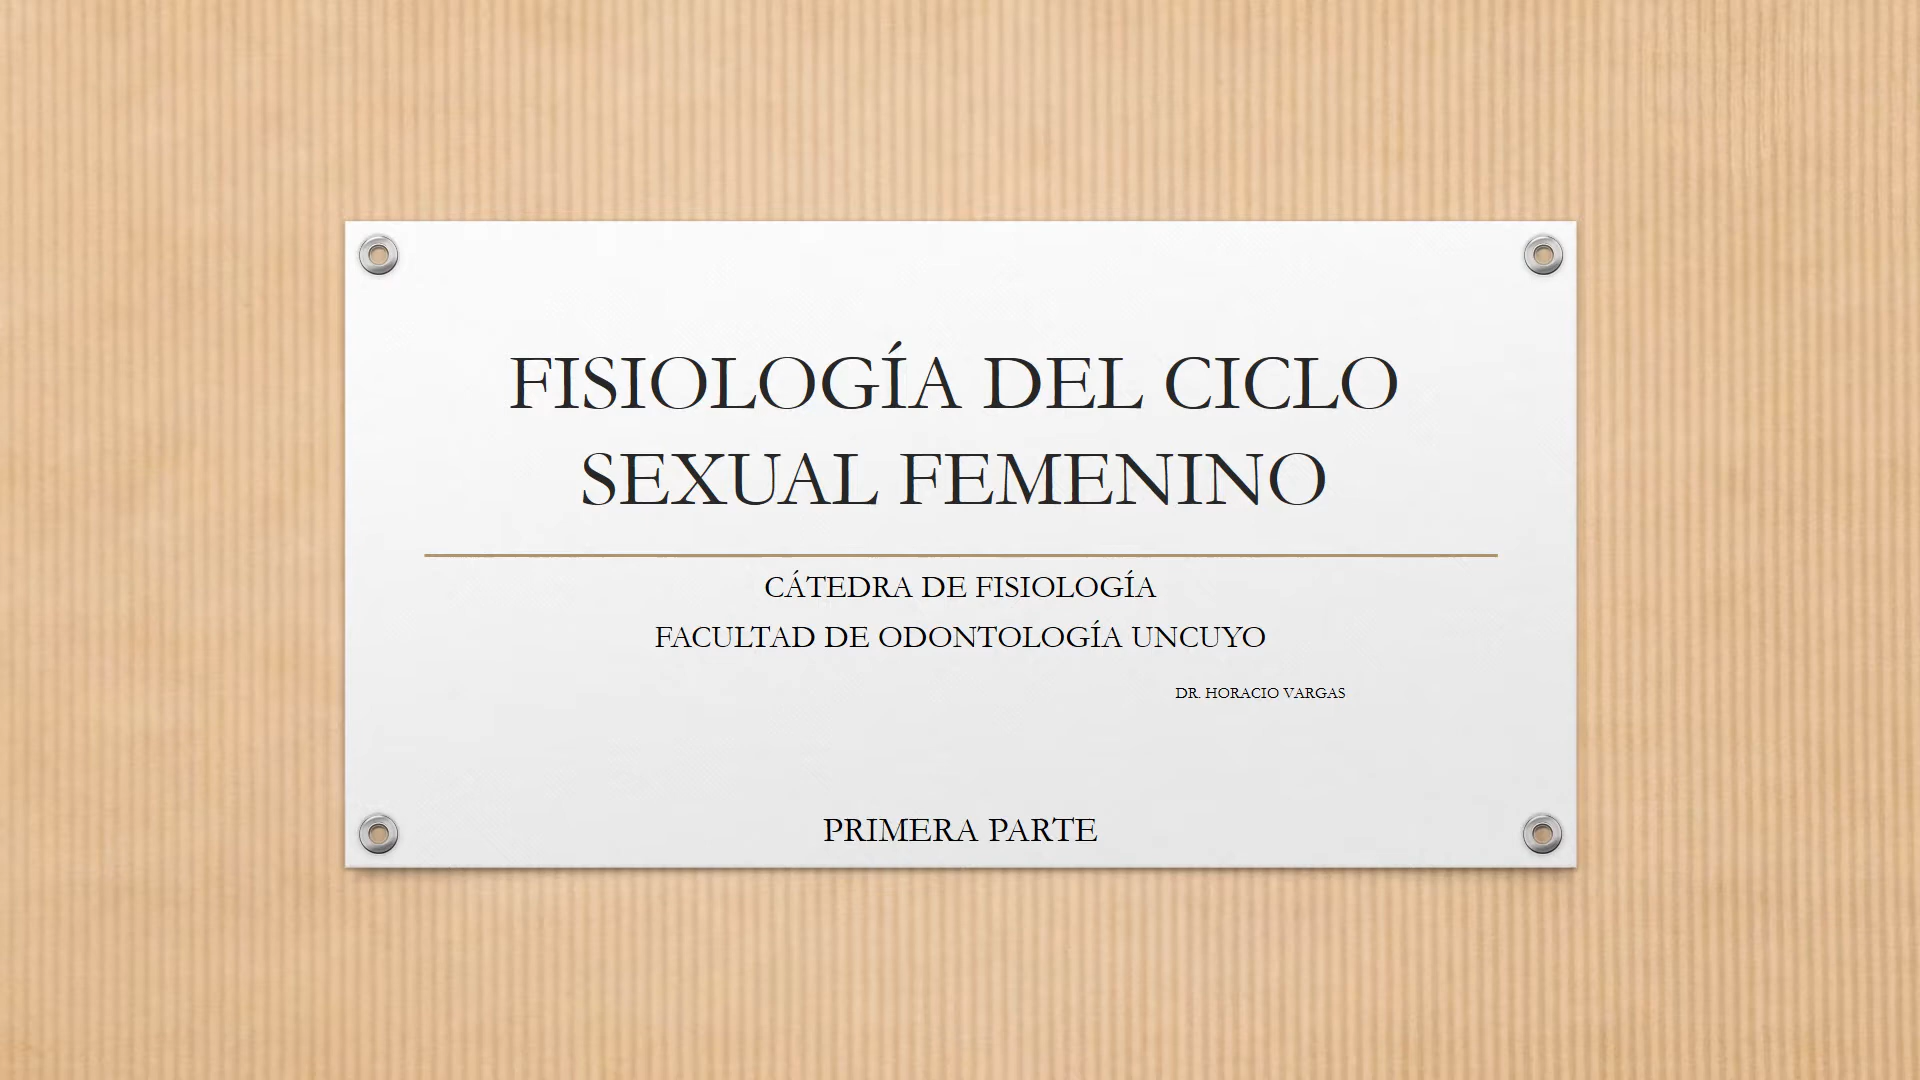 FISIOLOGÍA DEL CICLO
SEXUAL FEMENINO
CÁTEDRA DE FISIOLOGÍA
FACULTAD DE ODONTOLOGÍA UNCUYO
DR. HORACIO VARGAS
PRIMERA PARTE